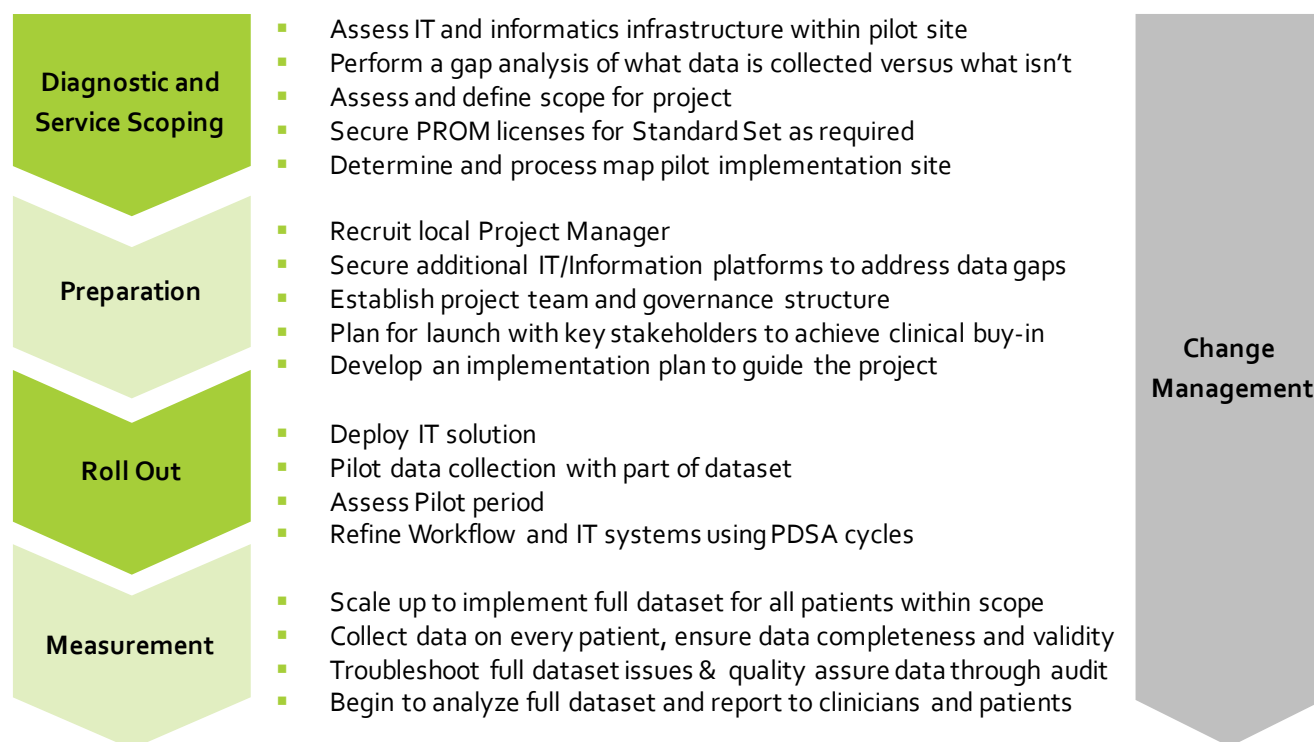 Diagnostic and
Service Scoping
Assess IT and informatics infrastructure within pilot site
Perform a gap analysis of what data is collected versus what isn’t
Assess and define scope for project
Secure PROM licenses for Standard Set as required
Determine and process map pilot implementation site
Preparation
Recruit local Project Manager
Secure additional IT/Information platforms to address data gaps
Establish project team and governance structure
Plan for launch with key stakeholders to achieve clinical buy-in
Develop an implementation plan to guide the project
Roll Out
Deploy IT solution
Pilot data collection with part of dataset
Assess Pilot period
Refine Workflow and IT systems using PDSA cycles
Measurement
Scale up to implement full dataset for all patients within scope
Collect data on every patient, ensure data completeness and validity
Troubleshoot full dataset issues & quality assure data through audit
Begin to analyze full dataset and report to clinicians and patients
Change
Management